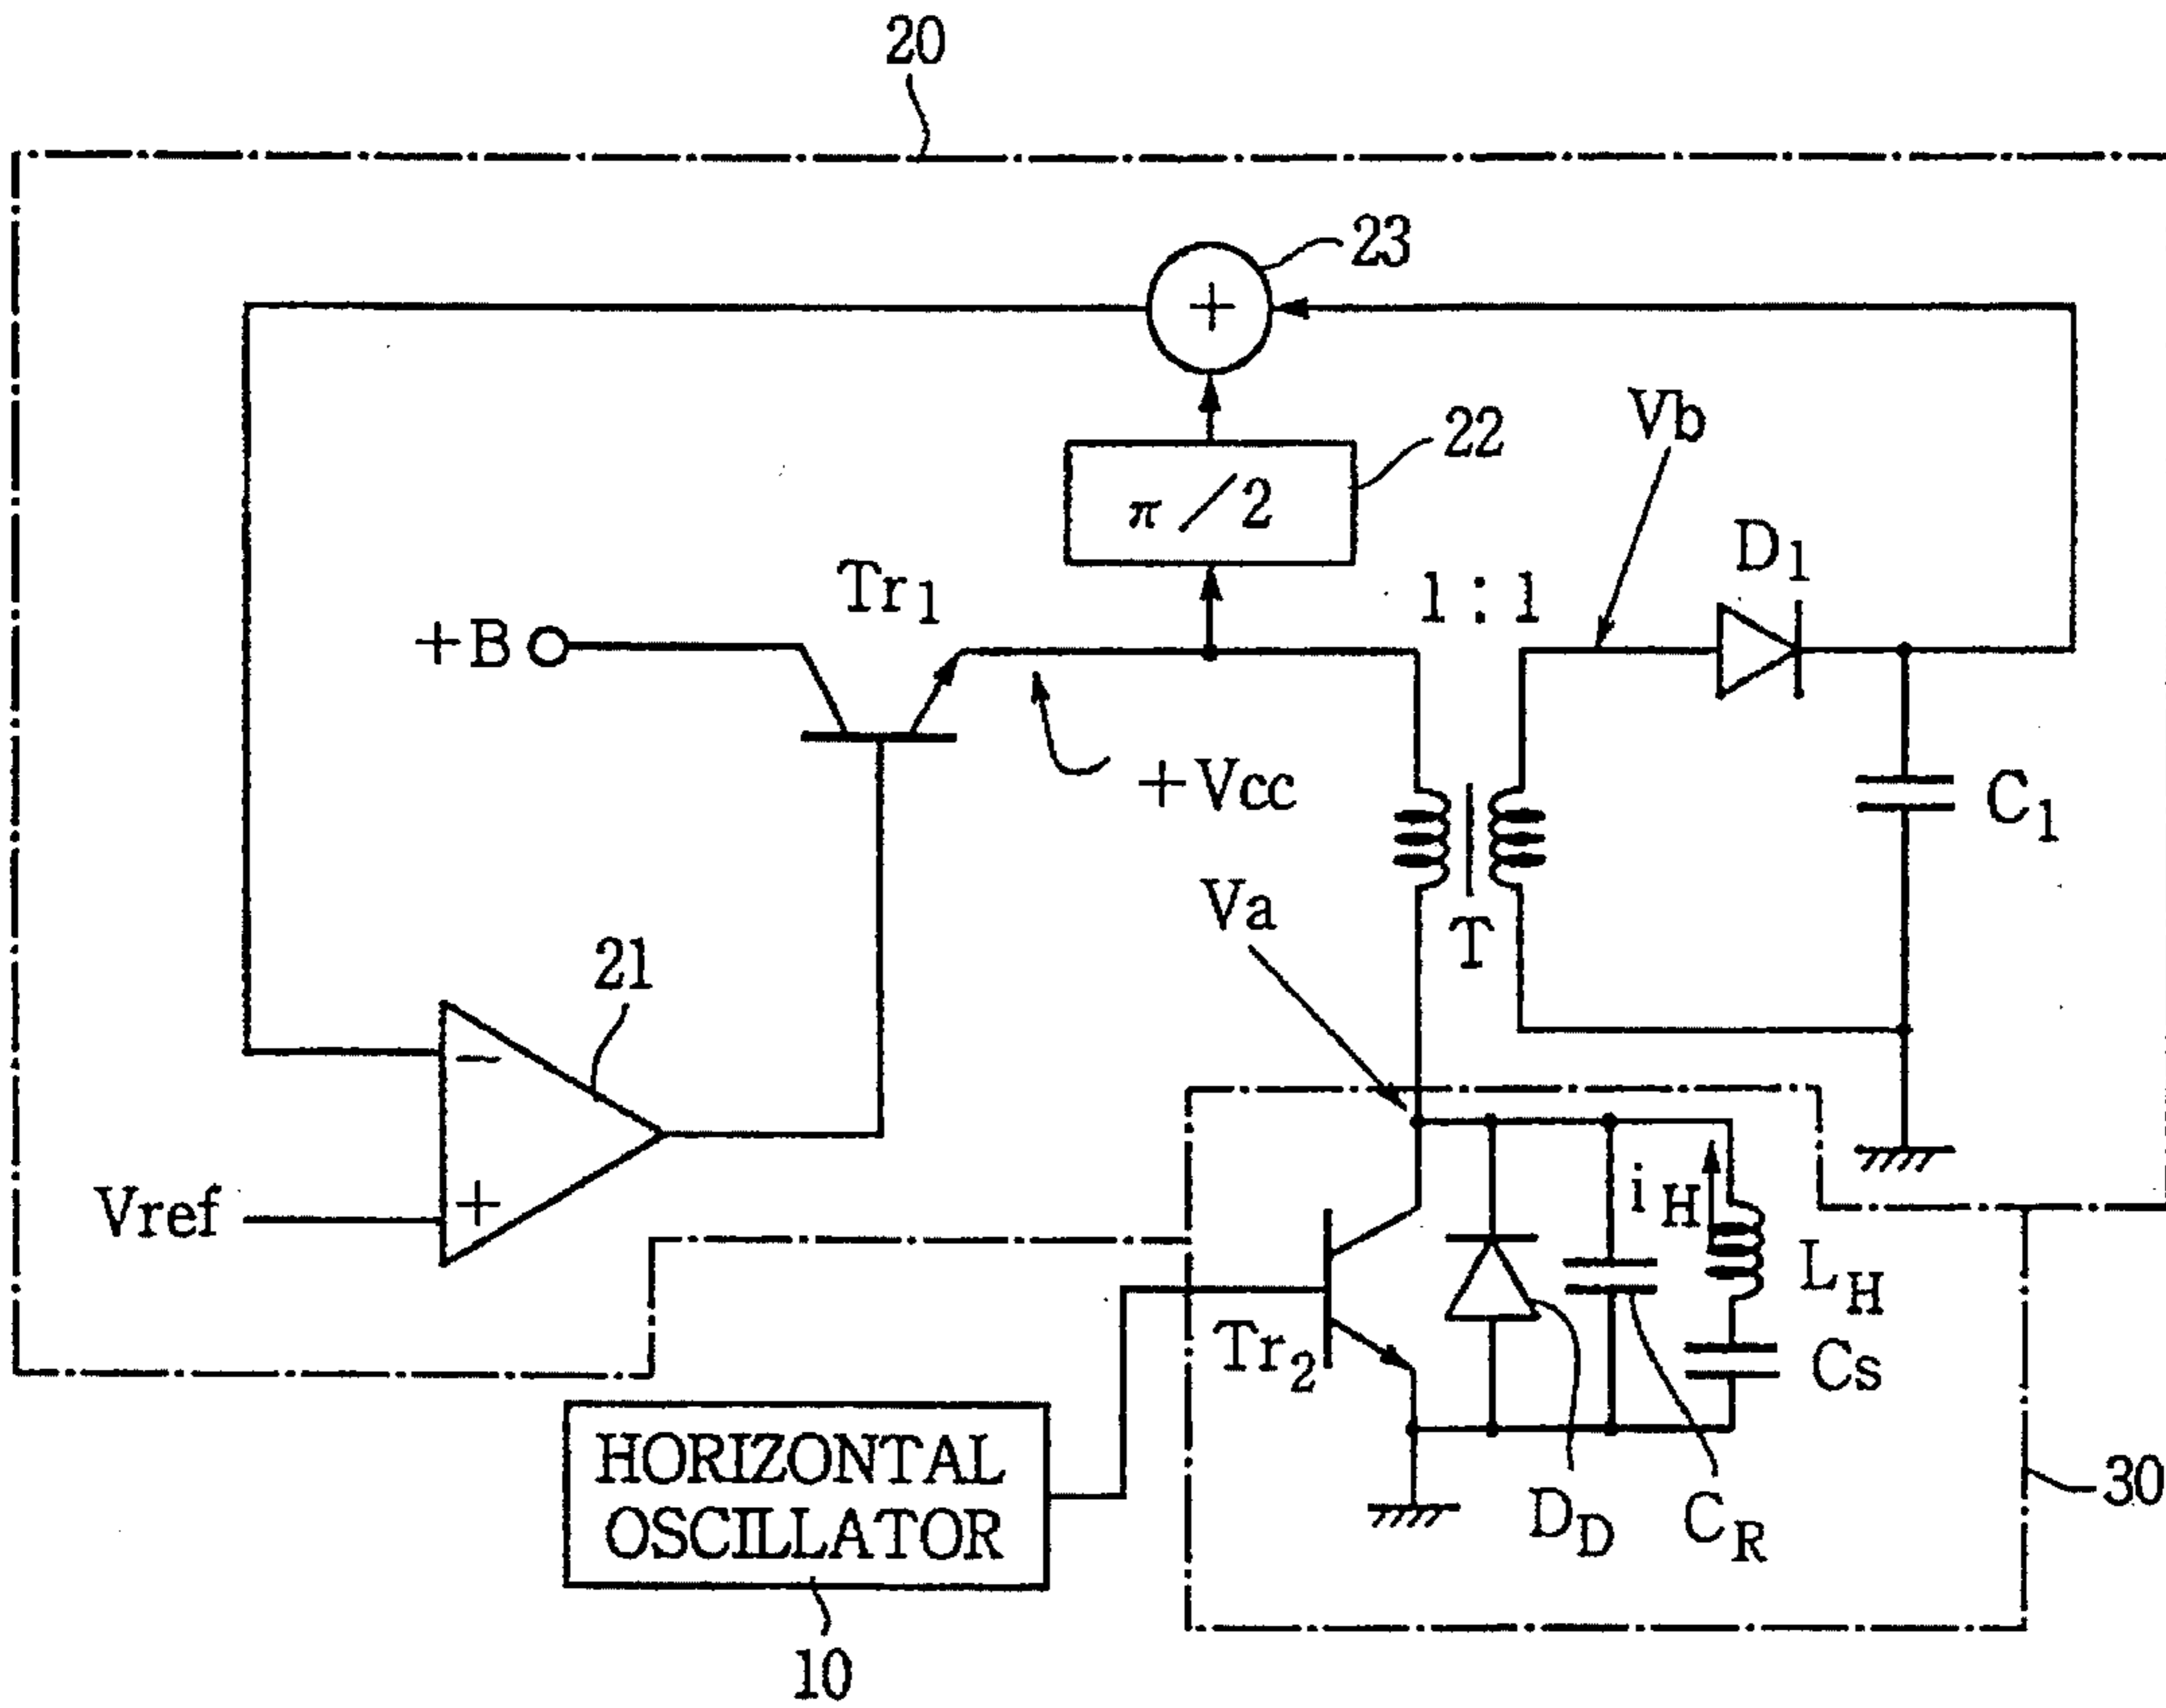 20
23
+
22
π/2
Vb
D1
1 : 1
Tr1
+B
+Vcc
C1
Va
T
21
−
+
Vref
iH
LH
Tr2
Cs
HORIZONTAL
OSCILLATOR
DD
CR
30
10